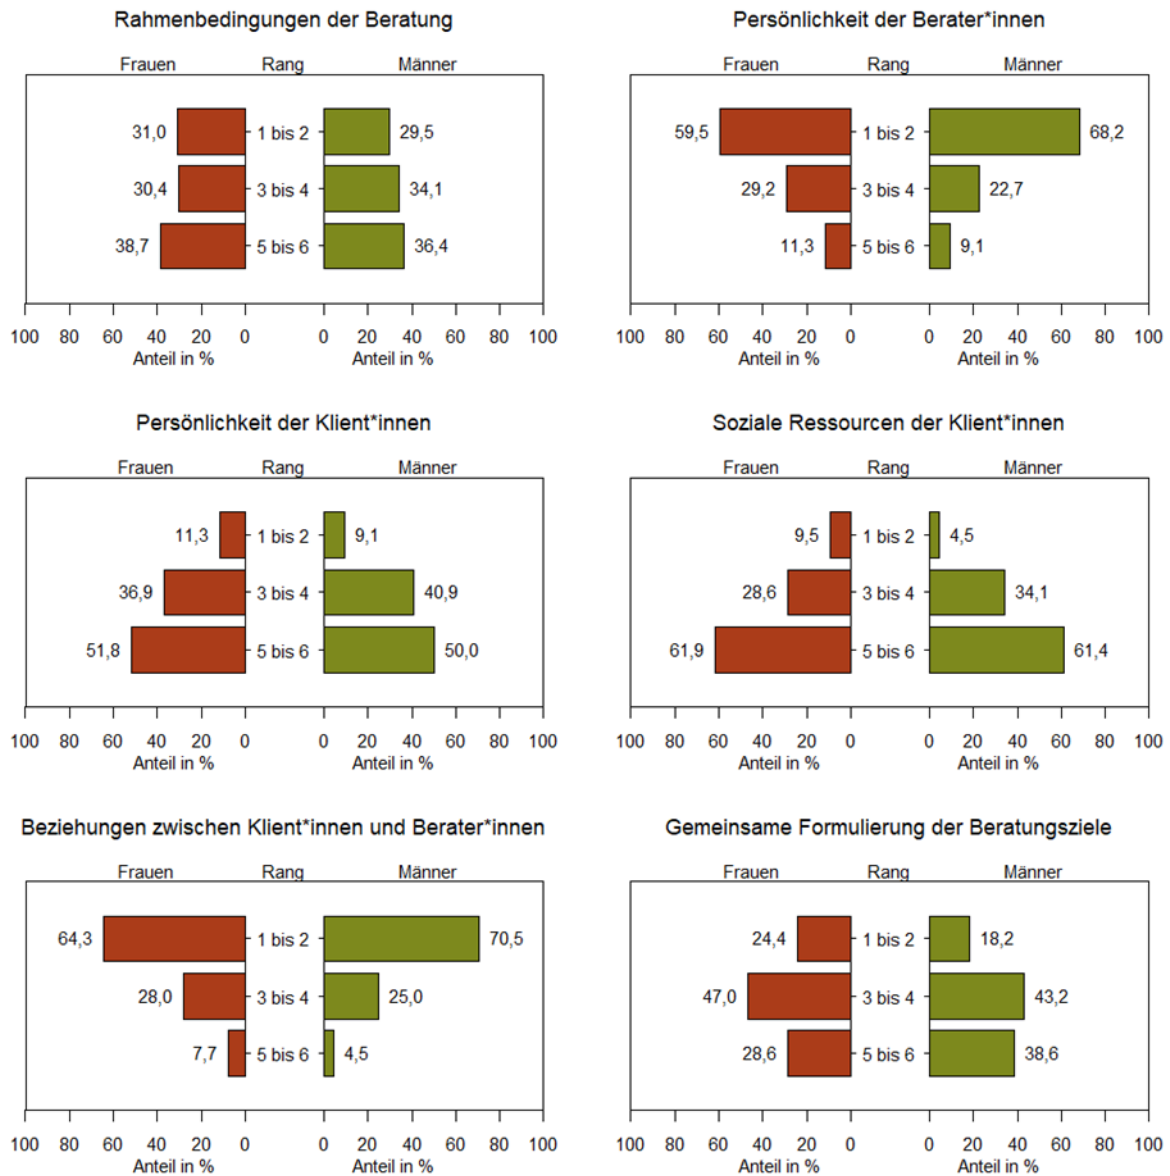 Rahmenbedingungen der Beratung
Frauen Rang Männer
31,0 1 bis 2 29,5
30,4 3 bis 4 34,1
38,7 5 bis 6 36,4
100 80 60 40 20 0 0 20 40 60 80 100
Anteil in % Anteil in %
Persönlichkeit der Berater*innen
Frauen Rang Männer
59,5 1 bis 2 68,2
29,2 3 bis 4 22,7
11,3 5 bis 6 9,1
100 80 60 40 20 0 0 20 40 60 80 100
Anteil in % Anteil in %
Persönlichkeit der Klient*innen
Frauen Rang Männer
11,3 1 bis 2 9,1
36,9 3 bis 4 40,9
51,8 5 bis 6 50,0
100 80 60 40 20 0 0 20 40 60 80 100
Anteil in % Anteil in %
Soziale Ressourcen der Klient*innen
Frauen Rang Männer
9,5 1 bis 2 4,5
28,6 3 bis 4 34,1
61,9 5 bis 6 61,4
100 80 60 40 20 0 0 20 40 60 80 100
Anteil in % Anteil in %
Beziehungen zwischen Klient*innen und Berater*innen
Frauen Rang Männer
64,3 1 bis 2 70,5
28,0 3 bis 4 25,0
7,7 5 bis 6 4,5
100 80 60 40 20 0 0 20 40 60 80 100
Anteil in % Anteil in %
Gemeinsame Formulierung der Beratungsziele
Frauen Rang Männer
24,4 1 bis 2 18,2
47,0 3 bis 4 43,2
28,6 5 bis 6 38,6
100 80 60 40 20 0 0 20 40 60 80 100
Anteil in % Anteil in %